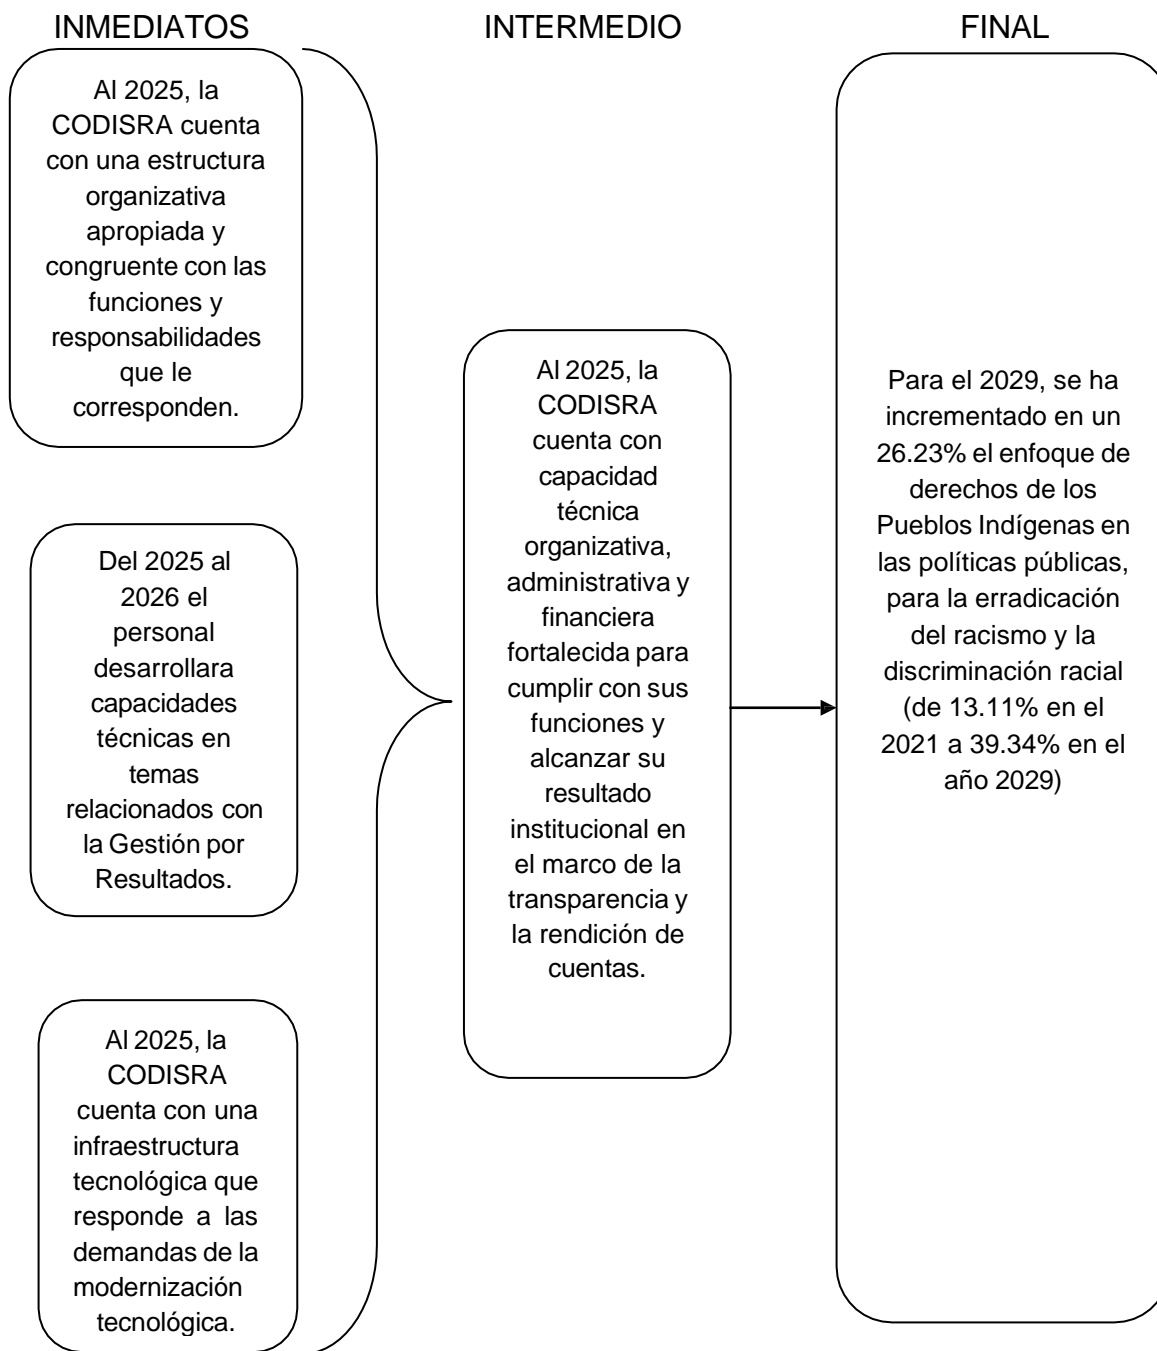 INMEDIATOS
Al 2025, la
CODISRA cuenta
con una estructura
organizativa
apropiada y
congruente con las
funciones y
responsabilidades
que le
corresponden.
Del 2025 al
2026 el
personal
desarrollara
capacidades
técnicas en
temas
relacionados con
la Gestión por
Resultados.
Al 2025, la
CODISRA
cuenta con una
infraestructura
tecnológica que
responde a las
demandas de la
modernización
tecnológica.
INTERMEDIO
Al 2025, la
CODISRA
cuenta con
capacidad
técnica
organizativa,
administrativa y
financiera
fortalecida para
cumplir con sus
funciones y
alcanzar su
resultado
institucional en
el marco de la
transparencia y
la rendición de
cuentas.
FINAL
Para el 2029, se ha
incrementado en un
26.23% el enfoque de
derechos de los
Pueblos Indígenas en
las políticas públicas,
para la erradicación
del racismo y la
discriminación racial
(de 13.11% en el
2021 a 39.34% en el
año 2029)